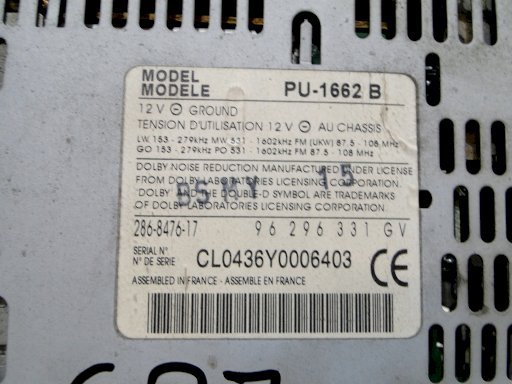 MODEL
MODELE
PU-1662 B
12 V ⊖ GROUND
TENSION D'UTILISATION 12 V ⊖ AU CHASSIS
LW 153 - 279kHz MW 531 - 1602kHz FM (UKW) 87.5 - 108 MHz
GO 153 - 279kHz PO 531 - 1602kHz FM 87.5 - 108 MHz
DOLBY NOISE REDUCTION MANUFACTURED UNDER LICENSE
FROM DOLBY LABORATORIES LICENSING CORPORATION.
"DOLBY" AND THE DOUBLE-D SYMBOL ARE TRADEMARKS
OF DOLBY LABORATORIES LICENSING CORPORATION.
15
286-8476-17 96 296 331 GV
SERIAL N°
N° DE SERIE
CL0436Y0006403
CE
ASSEMBLED IN FRANCE - ASSEMBLE EN FRANCE